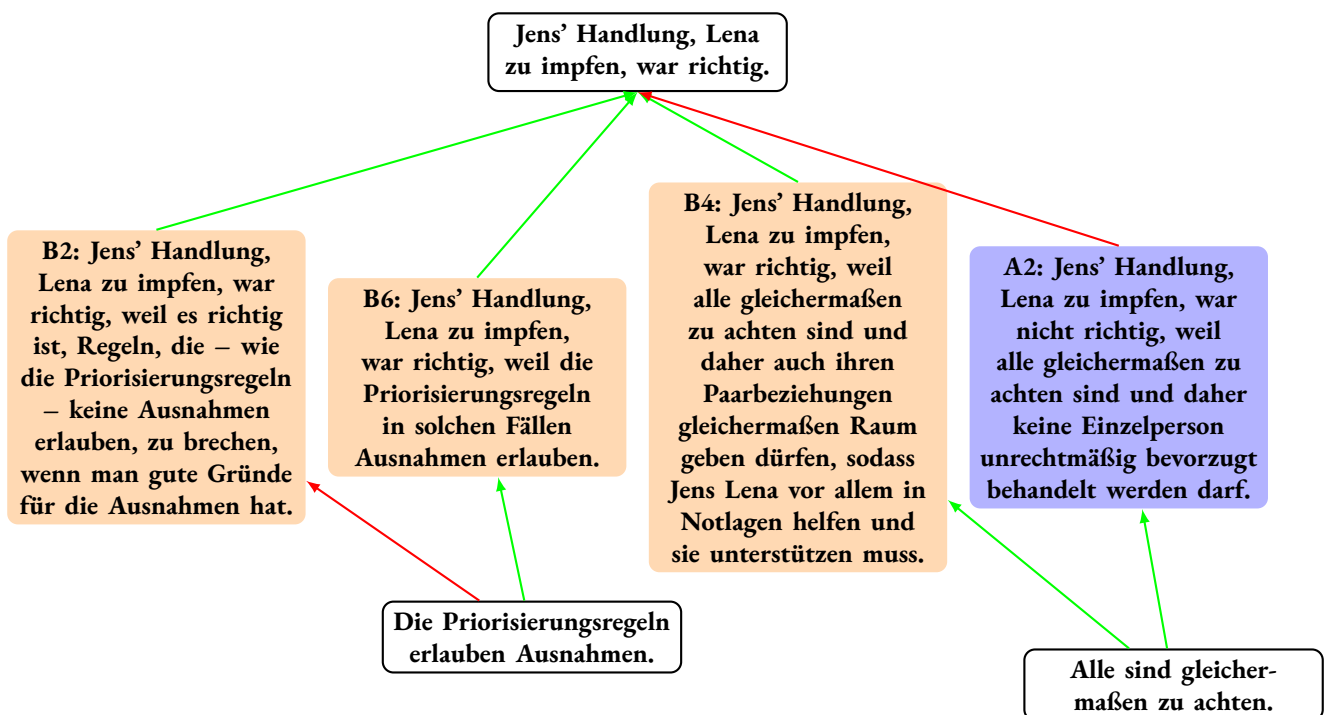 Jens’ Handlung, Lena
zu impfen, war richtig.
B2: Jens’ Handlung,
Lena zu impfen, war
richtig, weil es richtig
ist, Regeln, die – wie
die Priorisierungsregeln
– keine Ausnahmen
erlauben, zu brechen,
wenn man gute Gründe
für die Ausnahmen hat.
B6: Jens’ Handlung,
Lena zu impfen,
war richtig, weil die
Priorisierungsregeln
in solchen Fällen
Ausnahmen erlauben.
B4: Jens’ Handlung,
Lena zu impfen,
war richtig, weil
alle gleichermaßen
zu achten sind und
daher auch ihren
Paarbeziehungen
gleichermaßen Raum
geben dürfen, sodass
Jens Lena vor allem in
Notlagen helfen und
sie unterstützen muss.
A2: Jens’ Handlung,
Lena zu impfen, war
nicht richtig, weil
alle gleichermaßen zu
achten sind und daher
keine Einzelperson
unrechtmäßig bevorzugt
behandelt werden darf.
Die Priorisierungsregeln
erlauben Ausnahmen.
Alle sind gleicher-
maßen zu achten.